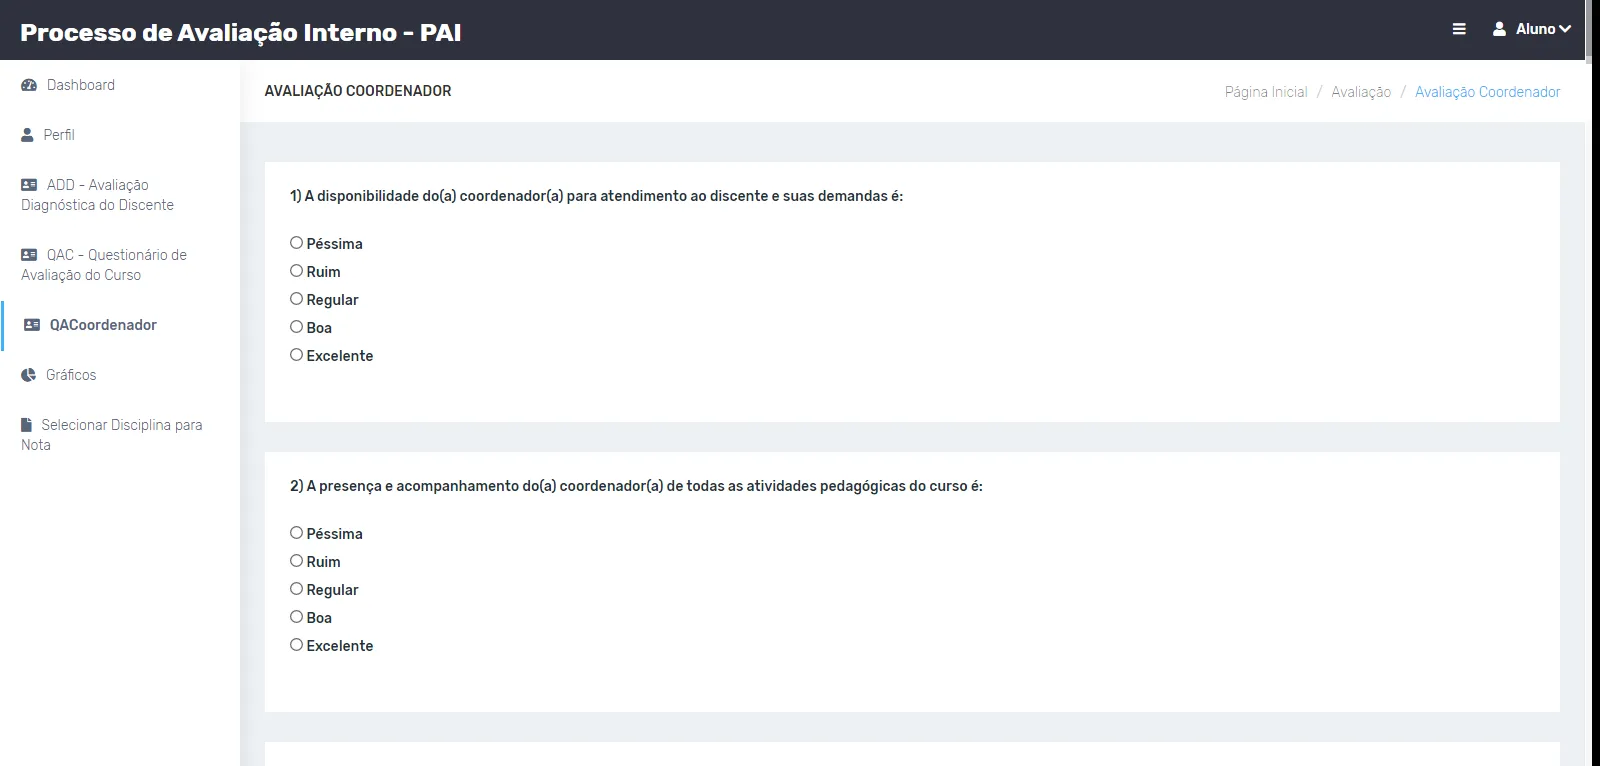 Processo de Avaliação Interno - PAI
Aluno
Dashboard
Perfil
ADD - Avaliação
Diagnóstica do Discente
QAC - Questionário de
Avaliação do Curso
QACoordenador
Gráficos
Selecionar Disciplina para
Nota
AVALIAÇÃO COORDENADOR
Página Inicial / Avaliação / Avaliação Coordenador
1) A disponibilidade do(a) coordenador(a) para atendimento ao discente e suas demandas é:
Péssima
Ruim
Regular
Boa
Excelente
2) A presença e acompanhamento do(a) coordenador(a) de todas as atividades pedagógicas do curso é:
Péssima
Ruim
Regular
Boa
Excelente